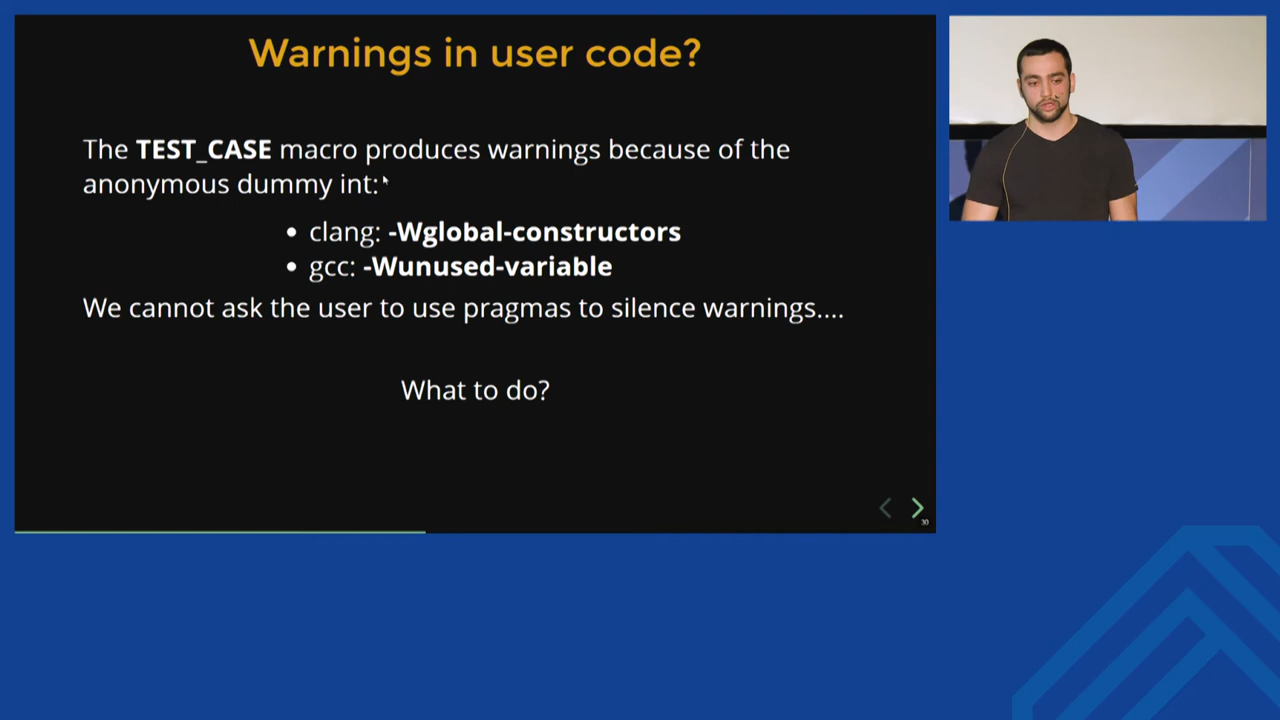 Warnings in user code?
The TEST_CASE macro produces warnings because of the
anonymous dummy int:
• clang: -Wglobal-constructors
• gcc: -Wunused-variable
We cannot ask the user to use pragmas to silence warnings....
What to do?
30